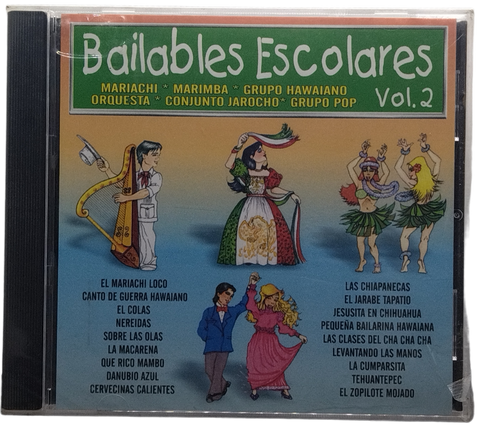 Bailables Escolares
MARIACHI * MARIMBA * GRUPO HAWAIANO
ORQUESTA * CONJUNTO JAROCHO * GRUPO POP
Vol.2
EL MARIACHI LOCO
CANTO DE GUERRA HAWAIANO
EL COLAS
NEREIDAS
SOBRE LAS OLAS
LA MACARENA
QUE RICO MAMBO
DANUBIO AZUL
CERVECINAS CALIENTES
LAS CHIAPANECAS
EL JARABE TAPATIO
JESUSITA EN CHIHUAHUA
PEQUEÑA BAILARINA HAWAIANA
LAS CLASES DEL CHA CHA CHA
LEVANTANDO LAS MANOS
LA CUMPARSITA
TEHUANTEPEC
EL ZOPILOTE MOJADO